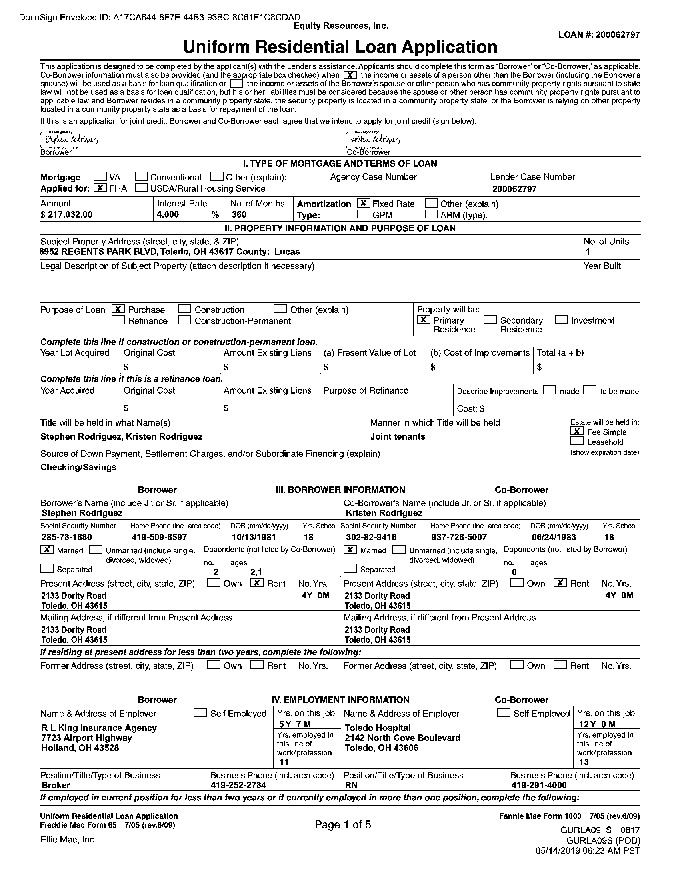 DocuSign Envelope ID:
Equity Resources, Inc.
LOAN #: 200062797
Uniform Residential Loan Application
This application is designed to be completed by the applicant(s) with the Lender's assistance. Applicants should complete this form as "Borrower" or "Co-Borrower," as applicable.
Co-Borrower information must also be provided (and the appropriate box checked) when X the income or assets of a person other than the Borrower (including the Borrower's
spouse) will be used as a basis for loan qualification or the income or assets of the Borrower's spouse or other person who has community property rights pursuant to state
law will not be used as a basis for loan qualification, but his or her liabilities must be considered because the spouse or other person has community property rights pursuant to
applicable law and Borrower resides in a community property state, the security property is located in a community property state, or the Borrower is relying on other property
located in a community property state as a basis for repayment of the loan.
If this is an application for joint credit, Borrower and Co-Borrower each agree that we intend to apply for joint credit (sign below).
Borrower Co-Borrower
I. TYPE OF MORTGAGE AND TERMS OF LOAN
Mortgage VA Conventional Other (explain): Agency Case Number Lender Case Number
Applied for: X FHA USDA/Rural Housing Service 200062797
Amount Interest Rate No. of Months Amortization X Fixed Rate Other (explain)
$ 217,032.00 4.000 % 360 Type: GPM ARM (type):
II. PROPERTY INFORMATION AND PURPOSE OF LOAN
Subject Property Address (street, city, state, & ZIP) No. of Units
6952 REGENTS PARK BLVD, Toledo, OH 43617 County: Lucas 1
Legal Description of Subject Property (attach description if necessary) Year Built
Purpose of Loan X Purchase Construction Other (explain) Property will be:
Refinance Construction-Permanent X Primary Residence Secondary Residence Investment
Complete this line if construction or construction-permanent loan.
Year Lot Acquired Original Cost Amount Existing Liens (a) Present Value of Lot (b) Cost of Improvements Total (a + b)
$ $ $ $ $
Complete this line if this is a refinance loan.
Year Acquired Original Cost Amount Existing Liens Purpose of Refinance Describe Improvements made to be made
$ $ Cost: $
Title will be held in what Name(s) Manner in which Title will be held Estate will be held in:
Stephen Rodriguez, Kristen Rodriguez Joint tenants X Fee Simple
Leasehold
Source of Down Payment, Settlement Charges, and/or Subordinate Financing (explain) (show expiration date)
Checking/Savings
Borrower III. BORROWER INFORMATION Co-Borrower
Borrower's Name (include Jr. or Sr. if applicable) Co-Borrower's Name (include Jr. or Sr. if applicable)
Stephen Rodriguez Kristen Rodriguez
Social Security Number Home Phone (incl. area code) DOB (mm/dd/yyyy) Yrs. School Social Security Number Home Phone (incl. area code) DOB (mm/dd/yyyy) Yrs. School
10/13/1981 18 937-728-5007 06/24/1983 18
X Married Unmarried (include single, Dependents (not listed by Co-Borrower) X Married Unmarried (include single, Dependents (not listed by Borrower)
divorced, widowed) no. ages divorced, widowed) no. ages
Separated 2 2,1 Separated 0
Present Address (street, city, state, ZIP) Own X Rent No. Yrs. Present Address (street, city, state, ZIP) Own X Rent No. Yrs.
2133 Dority Road 4Y 0M 2133 Dority Road 4Y 0M
Toledo, OH 43615 Toledo, OH 43615
Mailing Address, if different from Present Address Mailing Address, if different from Present Address
2133 Dority Road 2133 Dority Road
Toledo, OH 43615 Toledo, OH 43615
If residing at present address for less than two years, complete the following:
Former Address (street, city, state, ZIP) Own Rent No. Yrs. Former Address (street, city, state, ZIP) Own Rent No. Yrs.
Borrower IV. EMPLOYMENT INFORMATION Co-Borrower
Name & Address of Employer Self Employed Yrs. on this job Name & Address of Employer Self Employed Yrs. on this job
5Y 7M 12Y 0M
R L King Insurance Agency Yrs. employed in this line of work/profession Toledo Hospital Yrs. employed in this line of work/profession
7723 Airport Highway 2142 North Cove Boulevard
Holland, OH 43528 11 Toledo, OH 43606 13
Position/Title/Type of Business Business Phone (incl. area code) Position/Title/Type of Business Business Phone (incl. area code)
Broker 419-252-2784 RN 419-291-4000
If employed in current position for less than two years or if currently employed in more than one position, complete the following:
Uniform Residential Loan Application Fannie Mae Form 1003 7/05 (rev.6/09)
Freddie Mac Form 65 7/05 (rev.6/09) Page 1 of 5
GURLA09_S 0817
Ellie Mae, Inc. GURLA09S (POD)
05/14/2019 06:23 AM PST